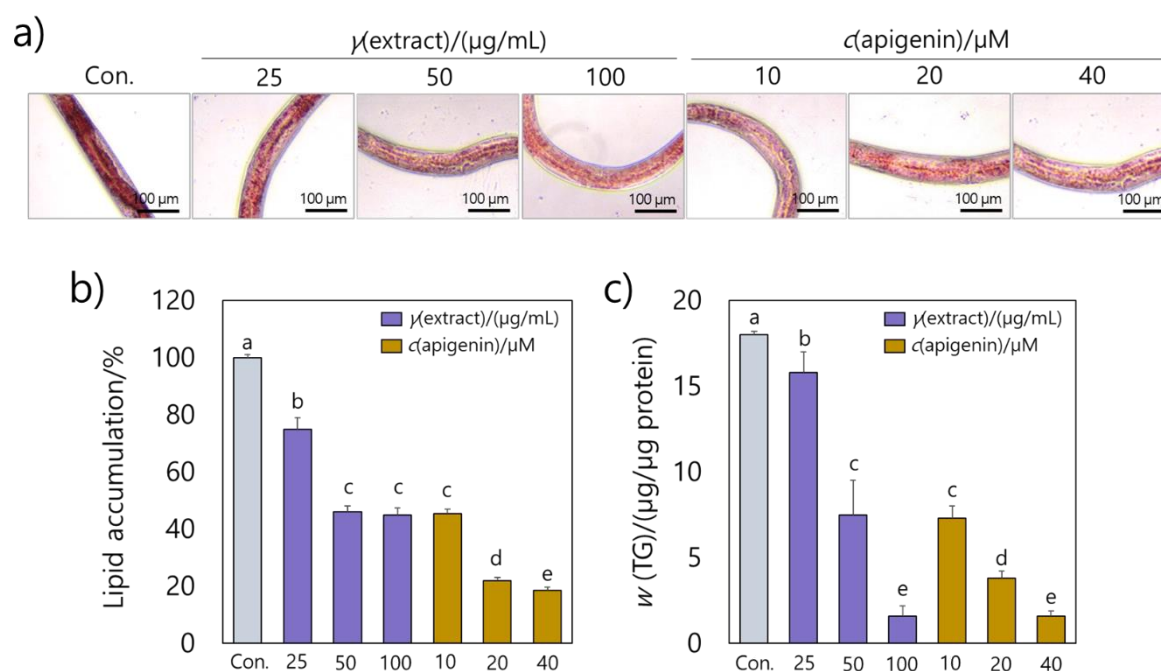 a)
γ(extract)/(μg/mL) c(apigenin)/μM
Con. 25 50 100 10 20 40
100 μm 100 μm 100 μm 100 μm 100 μm 100 μm 100 μm
b)
Lipid accumulation/%
120
100
80
60
40
20
0
γ(extract)/(μg/mL)
c(apigenin)/μM
a b c c c d e
Con. 25 50 100 10 20 40
c)
w (TG)/(μg/μg protein)
20
15
10
5
0
γ(extract)/(μg/mL)
c(apigenin)/μM
a b c e c d e
Con. 25 50 100 10 20 40